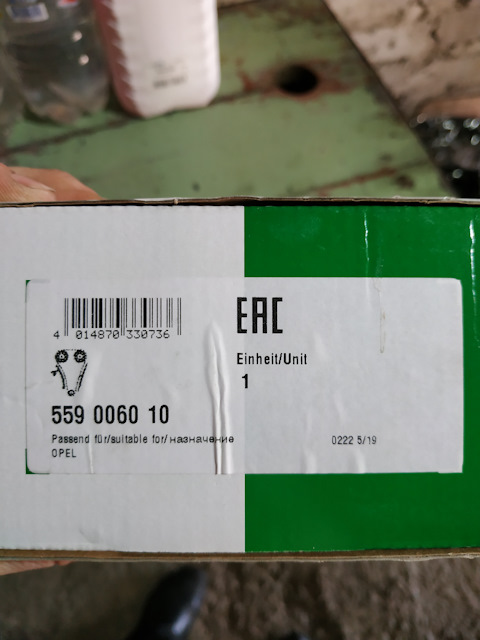 EAC
4 014870 330736
Einheit/Unit
1
559 0060 10
Passend für/suitable for/назначение
0222 5/19
OPEL